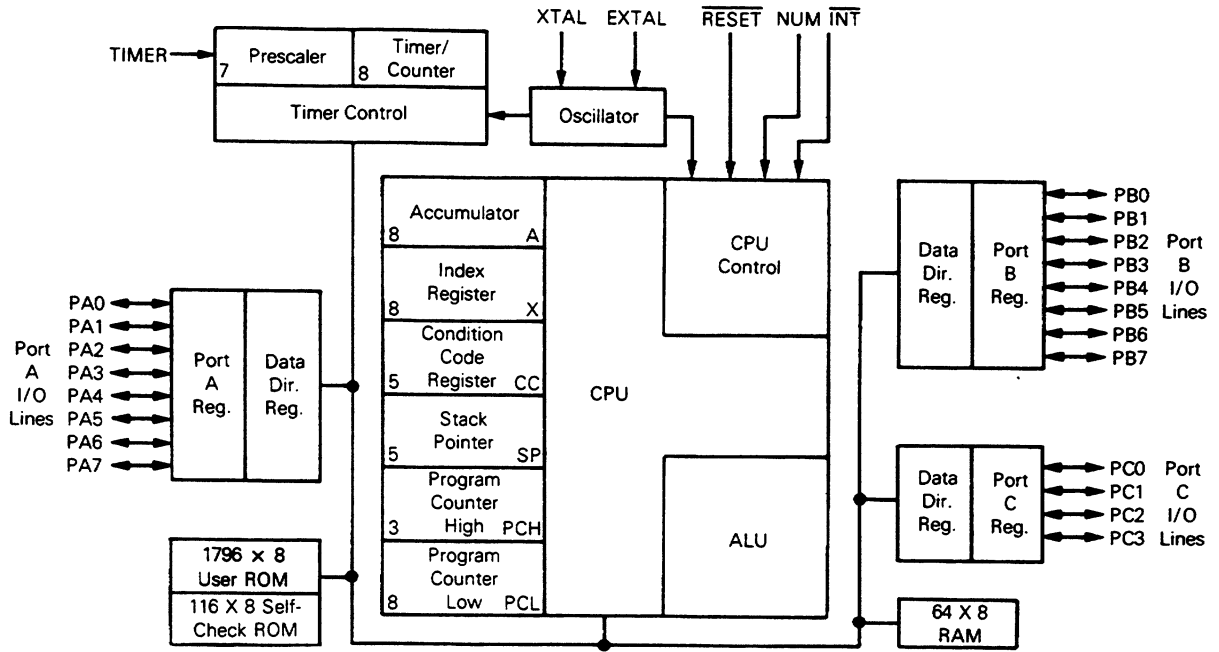 XTAL EXTAL RESET NUM INT
TIMER
7 Prescaler
8 Timer/
Counter
Timer Control
Oscillator
Accumulator
8 A
Index
Register
8 X
Condition
Code
Register
5 CC
Stack
Pointer
5 SP
Program
Counter
High
3 PCH
Program
Counter
Low
8 PCL
CPU
CPU
Control
ALU
Port
A
I/O
Lines
PA0
PA1
PA2
PA3
PA4
PA5
PA6
PA7
Port
A
Reg.
Data
Dir.
Reg.
1796 x 8
User ROM
116 X 8 Self-
Check ROM
Data
Dir.
Reg.
Port
B
Reg.
PB0
PB1
PB2
PB3
PB4
PB5
PB6
PB7
Port
B
I/O
Lines
Data
Dir.
Reg.
Port
C
Reg.
PC0
PC1
PC2
PC3
Port
C
I/O
Lines
64 X 8
RAM